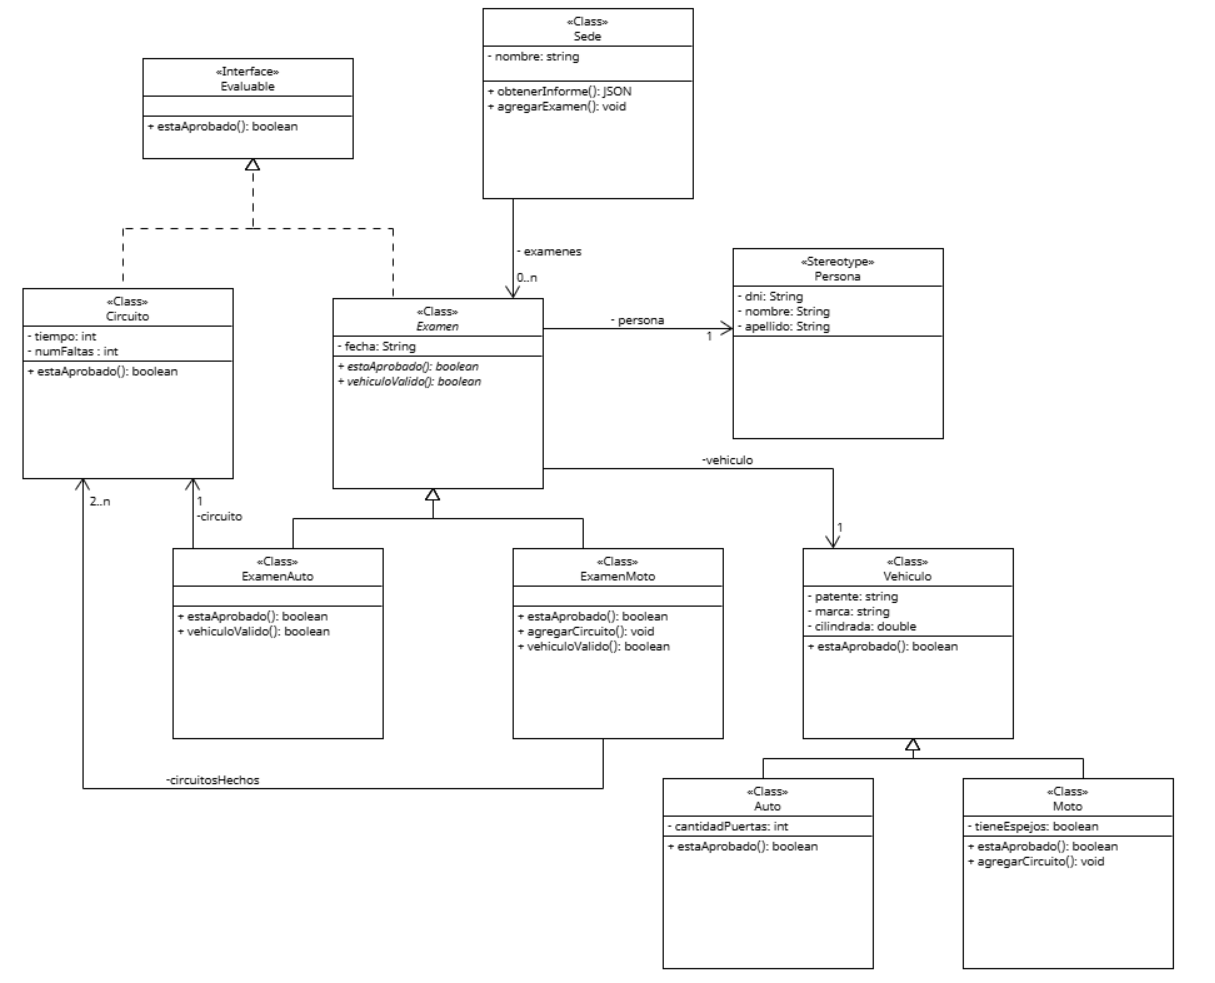 «Class»
Sede
- nombre: string
+ obtenerInforme(): JSON
+ agregarExamen(): void
«Interface»
Evaluable
+ estaAprobado(): boolean
- examenes
0..n
«Stereotype»
Persona
- dni: String
- nombre: String
- apellido: String
«Class»
Circuito
- tiempo: int
- numFaltas : int
+ estaAprobado(): boolean
«Class»
Examen
- fecha: String
+ estaAprobado(): boolean
+ vehiculoValido(): boolean
- persona
1
-vehiculo
1
2..n
1
-circuito
«Class»
ExamenAuto
+ estaAprobado(): boolean
+ vehiculoValido(): boolean
«Class»
ExamenMoto
+ estaAprobado(): boolean
+ agregarCircuito(): void
+ vehiculoValido(): boolean
«Class»
Vehiculo
- patente: string
- marca: string
- cilindrada: double
+ estaAprobado(): boolean
-circuitosHechos
«Class»
Auto
- cantidadPuertas: int
+ estaAprobado(): boolean
«Class»
Moto
- tieneEspejos: boolean
+ estaAprobado(): boolean
+ agregarCircuito(): void